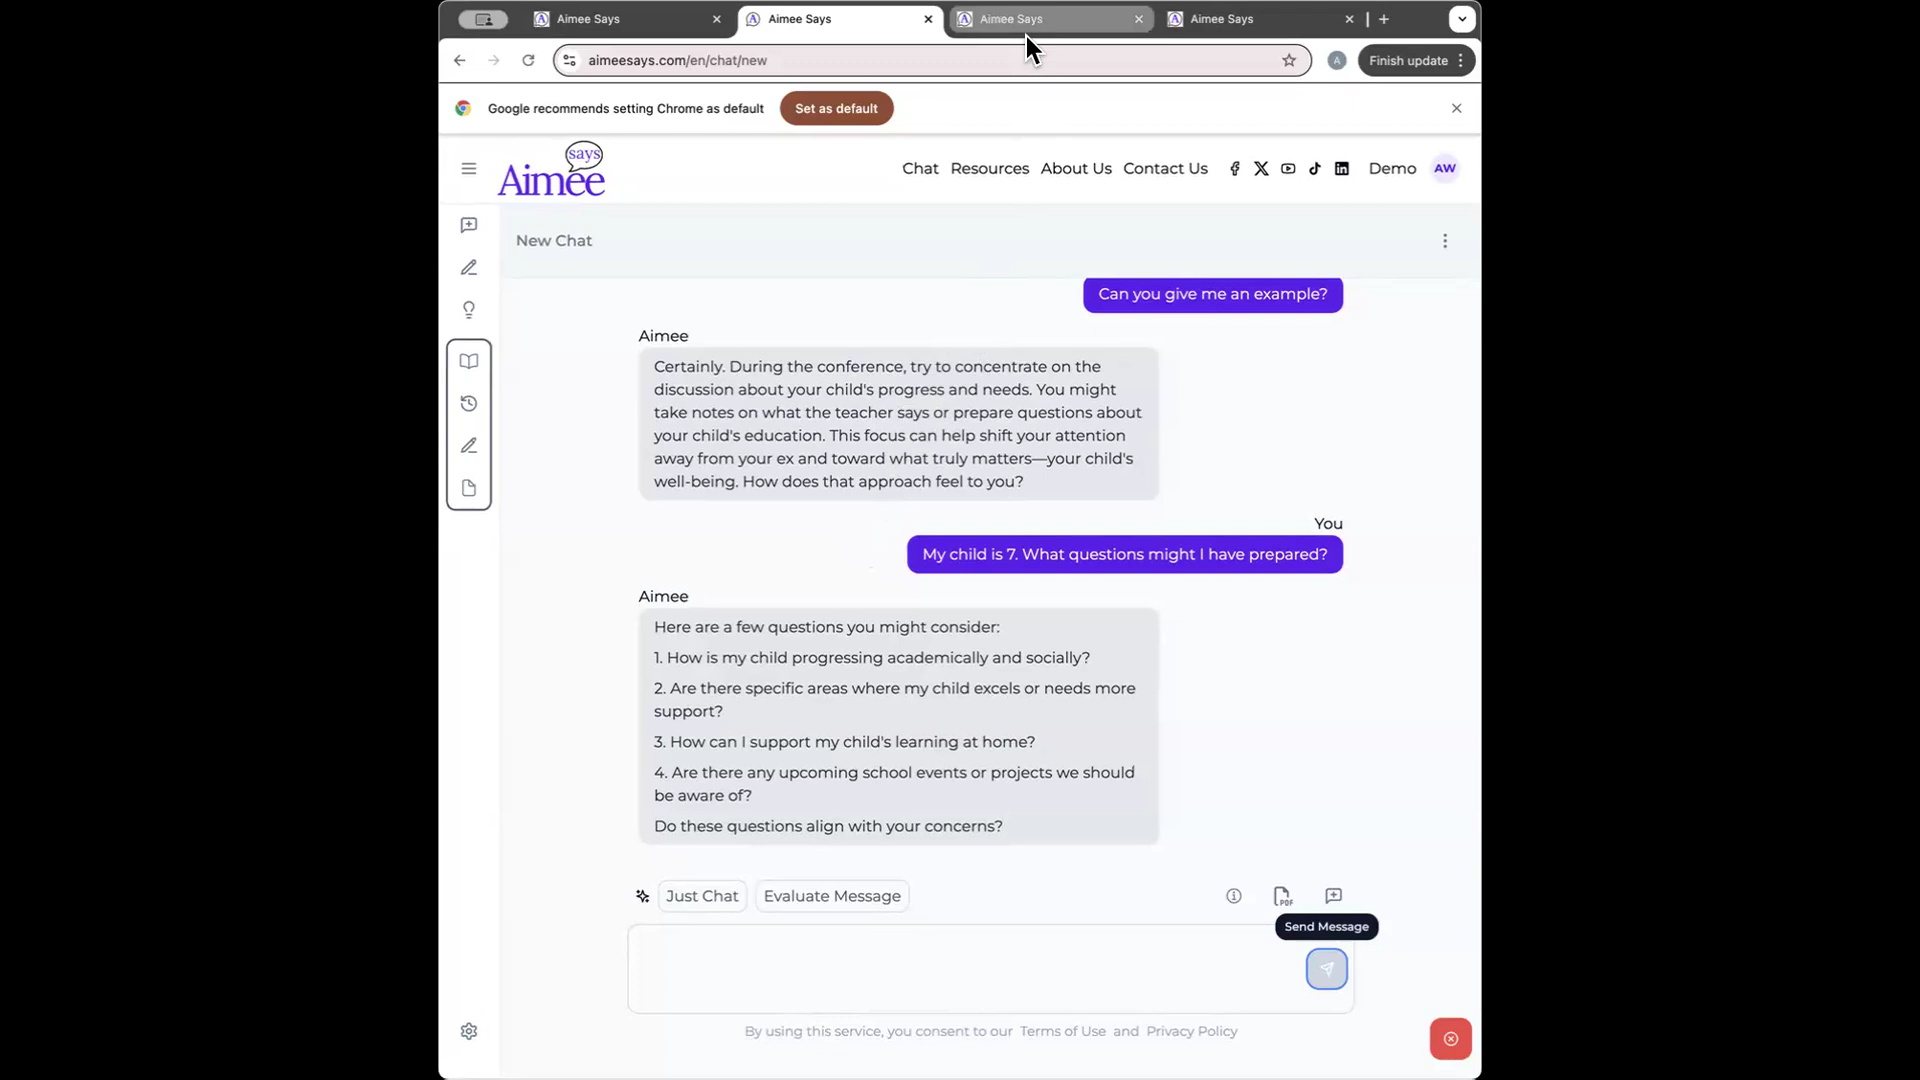 Aimee Says
Aimee Says
Aimee Says
Aimee Says
aimeesays.com/en/chat/new
A
Finish update
Google recommends setting Chrome as default
Set as default
says
Aimee
Chat
Resources
About Us
Contact Us
Demo
AW
New Chat
Can you give me an example?
Aimee
Certainly. During the conference, try to concentrate on the
discussion about your child's progress and needs. You might
take notes on what the teacher says or prepare questions about
your child's education. This focus can help shift your attention
away from your ex and toward what truly matters—your child's
well-being. How does that approach feel to you?
You
My child is 7. What questions might I have prepared?
Aimee
Here are a few questions you might consider:
1. How is my child progressing academically and socially?
2. Are there specific areas where my child excels or needs more
support?
3. How can I support my child's learning at home?
4. Are there any upcoming school events or projects we should
be aware of?
Do these questions align with your concerns?
Just Chat
Evaluate Message
PDF
Send Message
By using this service, you consent to our Terms of Use and Privacy Policy